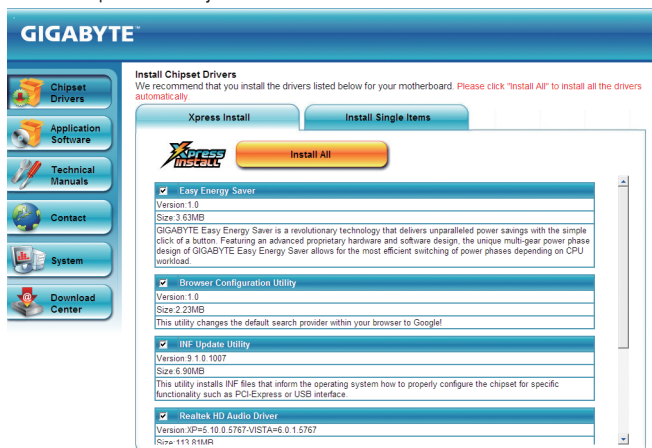 GIGABYTE™
Chipset
Drivers
Application
Software
Technical
Manuals
Contact
System
Download
Center
Install Chipset Drivers
We recommend that you install the drivers listed below for your motherboard. Please click "Install All" to install all the drivers
automatically.
Xpress Install
Install Single Items
Xpress
INSTALL
Install All
Easy Energy Saver
Version:1.0
Size:3.63MB
GIGABYTE Easy Energy Saver is a revolutionary technology that delivers unparalleled power savings with the simple
click of a button. Featuring an advanced proprietary hardware and software design, the unique multi-gear power phase
design of GIGABYTE Easy Energy Saver allows for the most efficient switching of power phases depending on CPU
workload.
Browser Configuration Utility
Version:1.0
Size:2.23MB
This utility changes the default search provider within your browser to Google!
INF Update Utility
Version:9.1.0.1007
Size:6.90MB
This utility installs INF files that inform the operating system how to properly configure the chipset for specific
functionality such as PCI-Express or USB interface.
Realtek HD Audio Driver
Version:XP=5.10.0.5767-VISTA=6.0.1.5767
Size:113.81MB